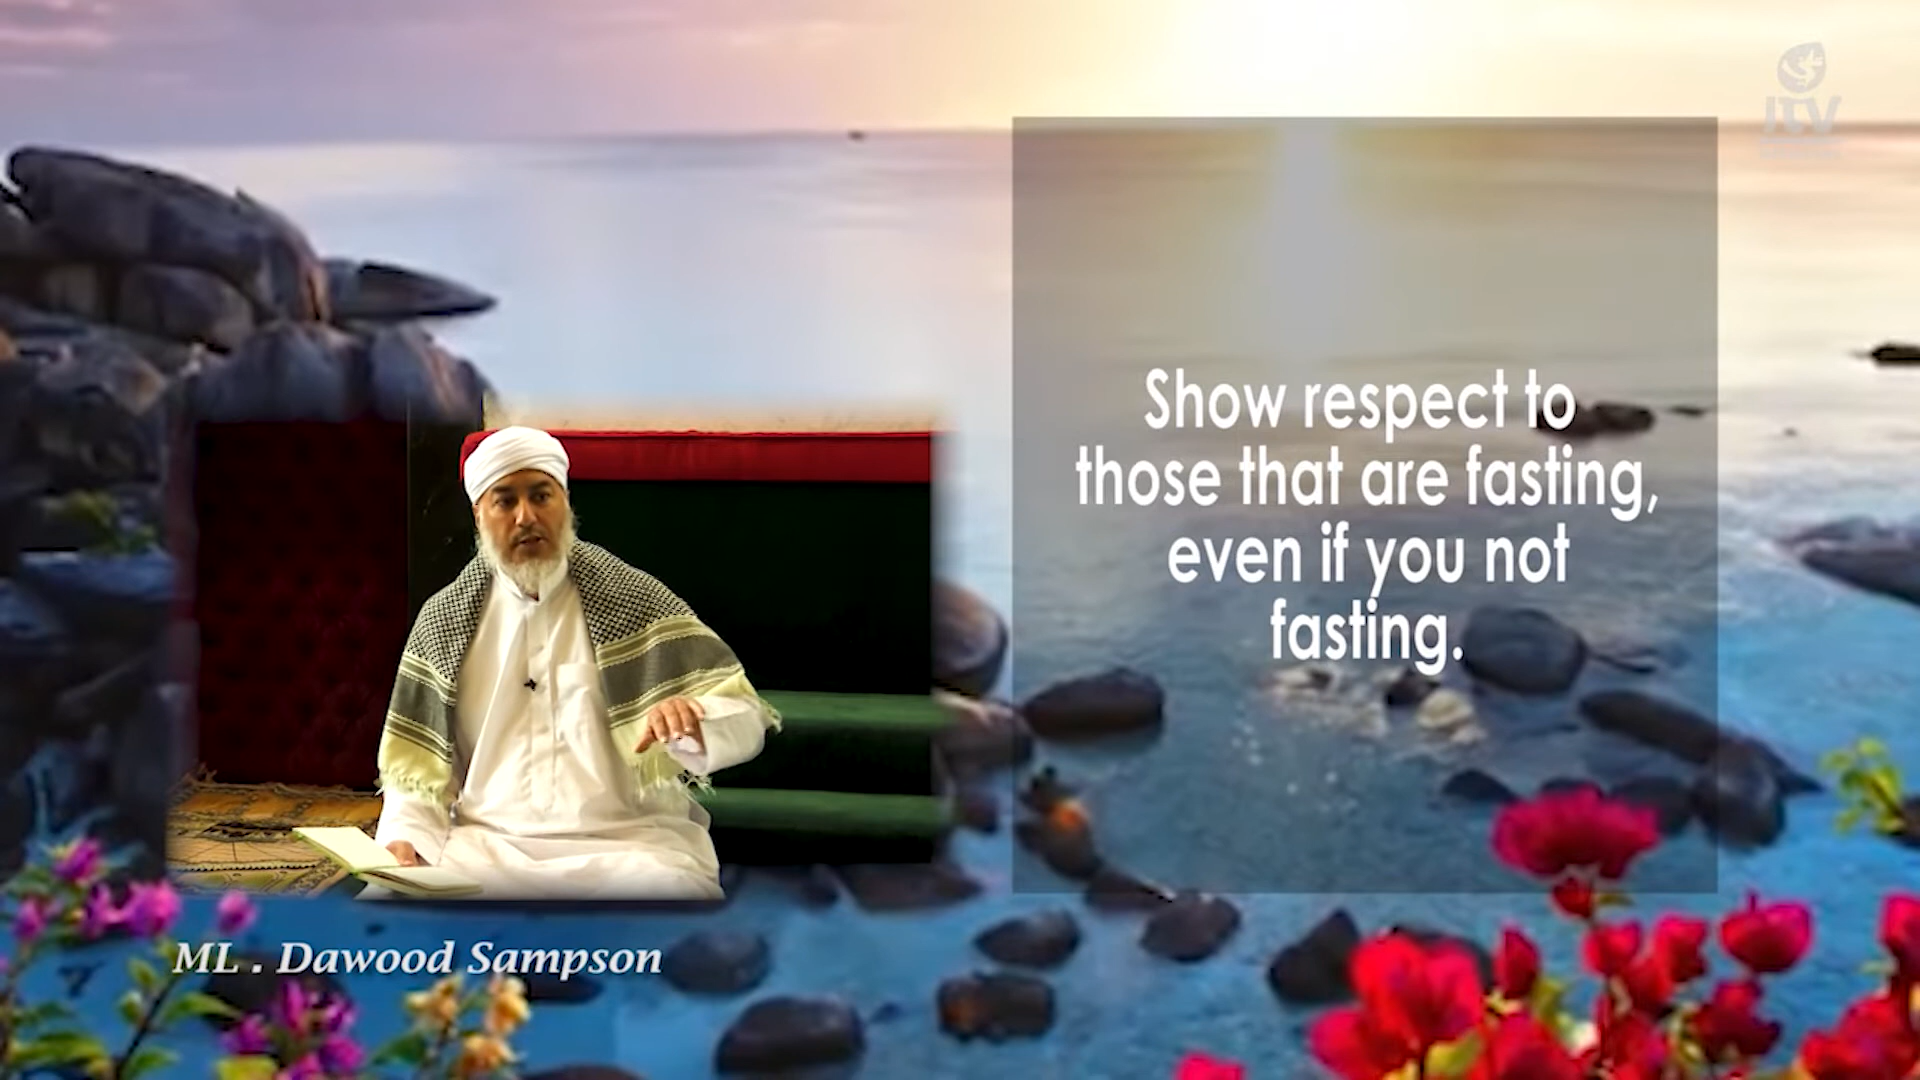 ITV
Show respect to
those that are fasting,
even if you not
fasting.
ML . Dawood Sampson